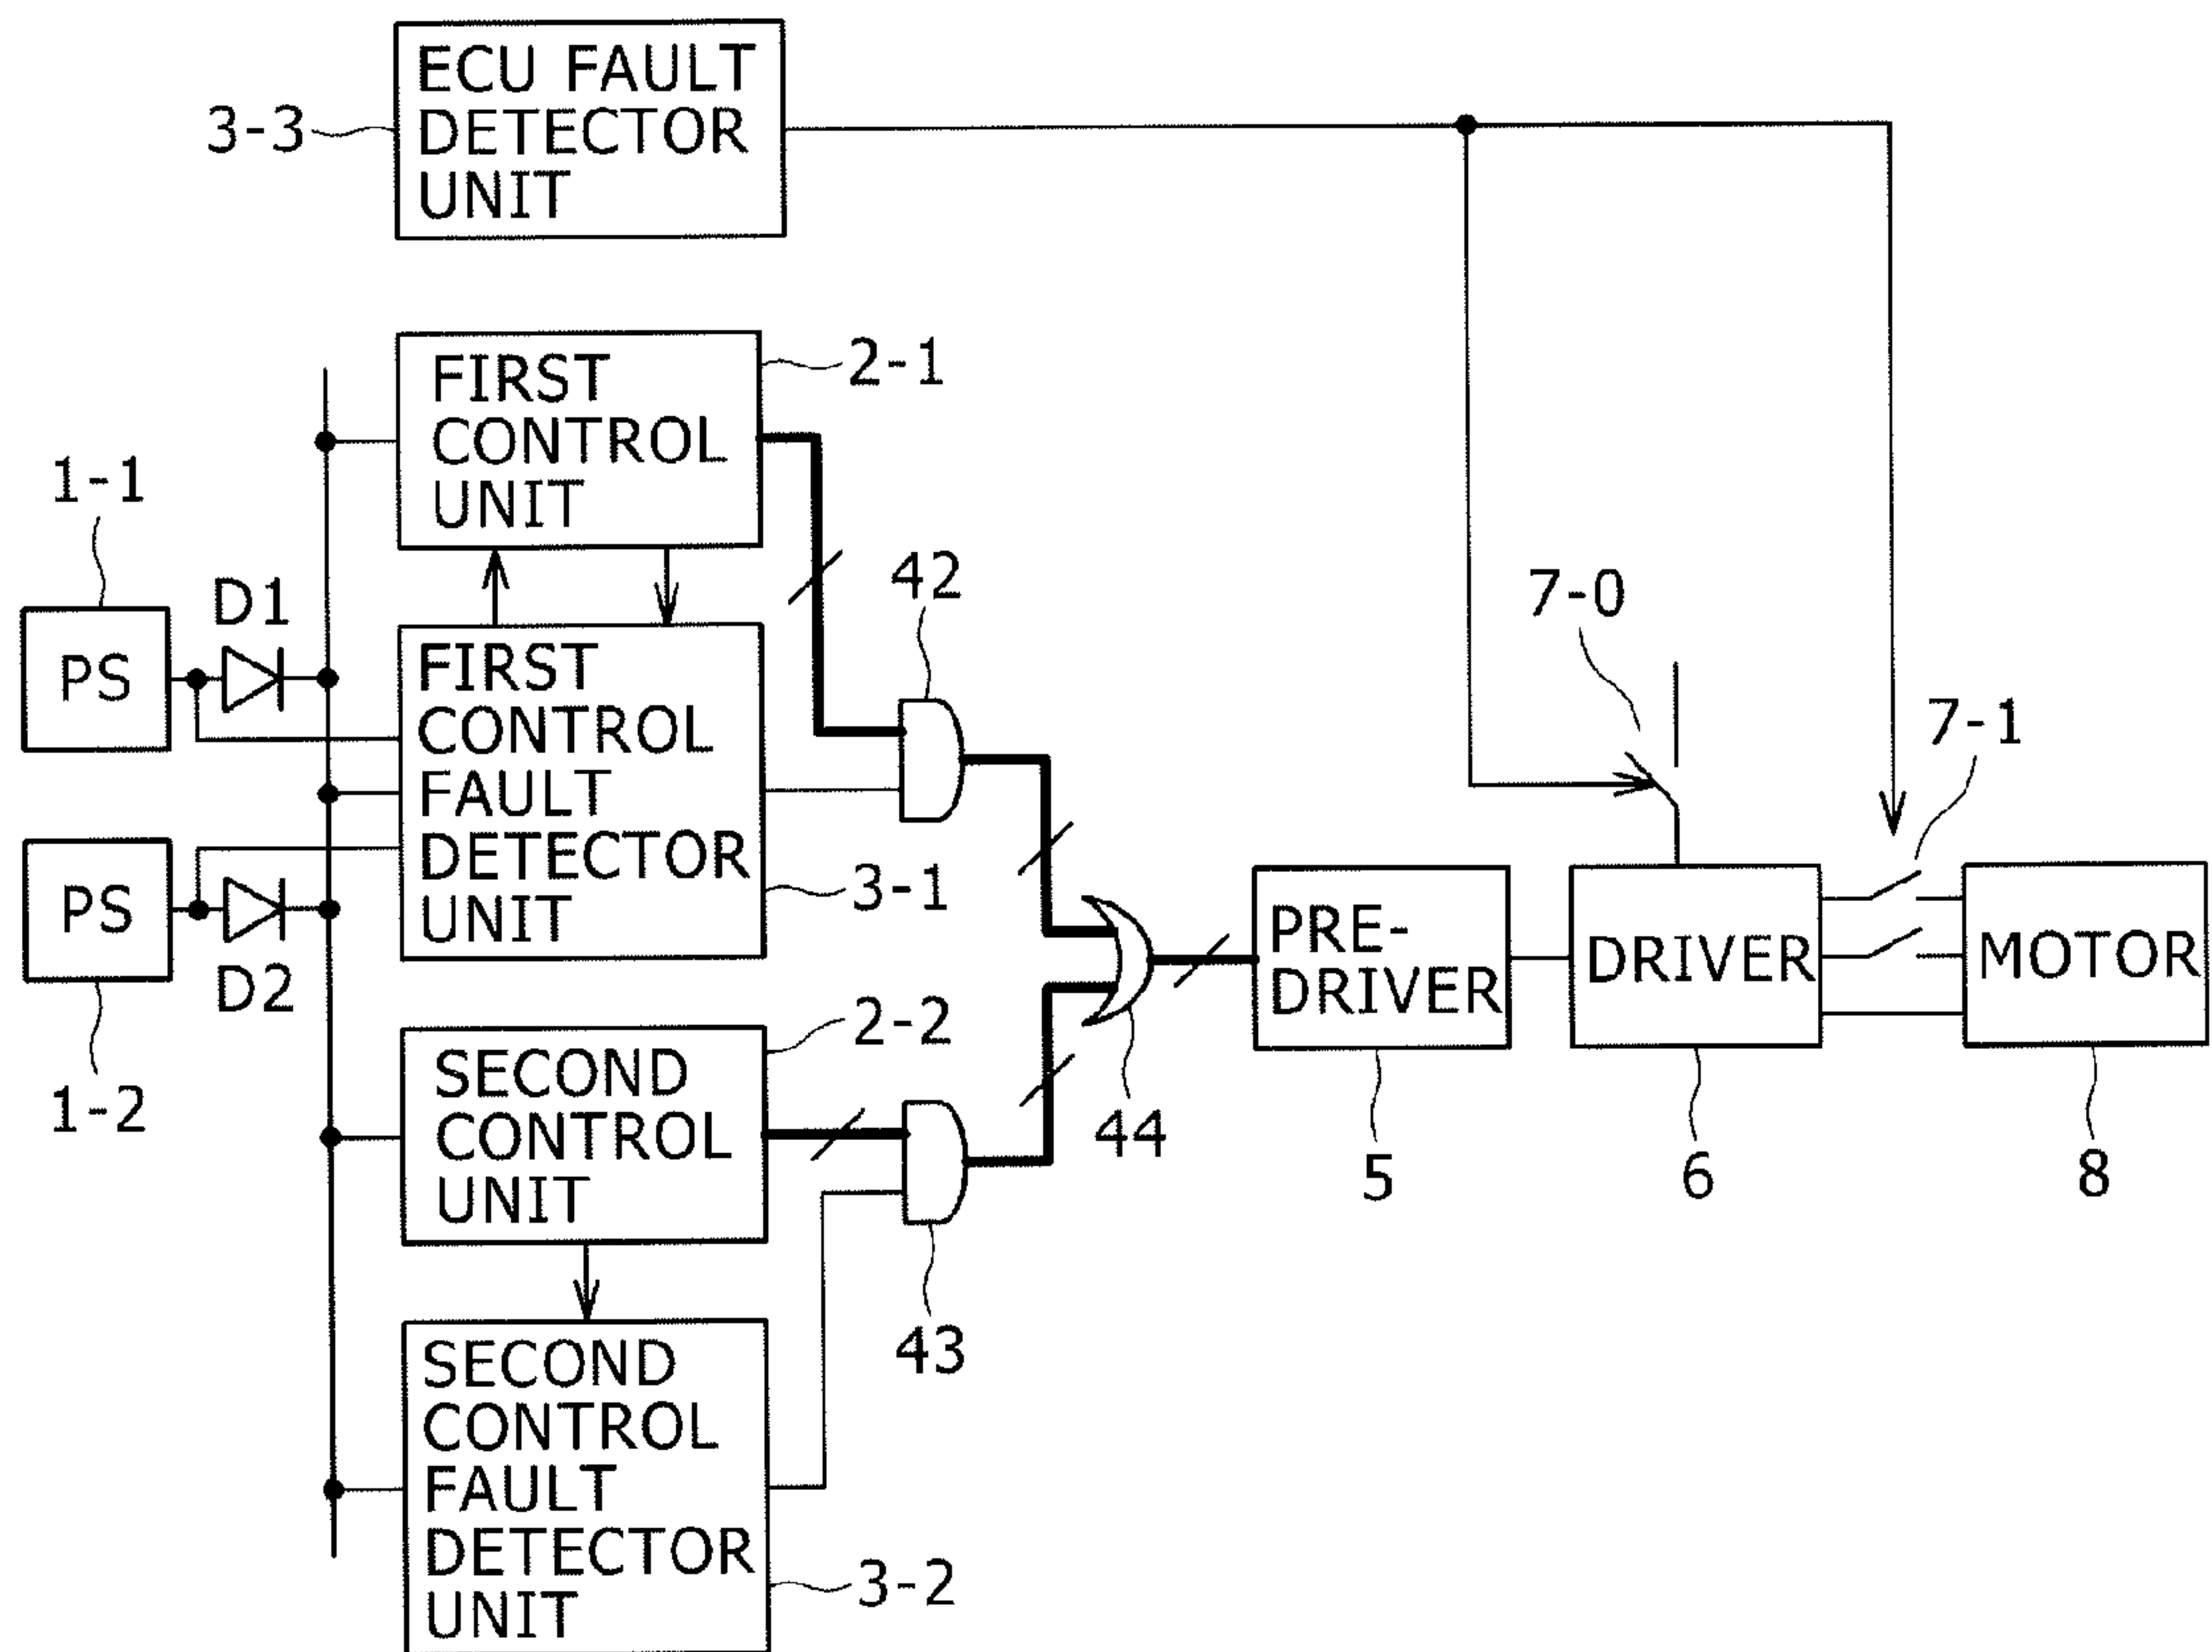 ECU FAULT
DETECTOR
UNIT
3-3
FIRST
CONTROL
UNIT
2-1
1-1
PS
D1
FIRST
CONTROL
FAULT
DETECTOR
UNIT
3-1
42
7-0
7-1
PS
D2
1-2
SECOND
CONTROL
UNIT
2-2
44
PRE-
DRIVER
5
DRIVER
6
MOTOR
8
43
SECOND
CONTROL
FAULT
DETECTOR
UNIT
3-2